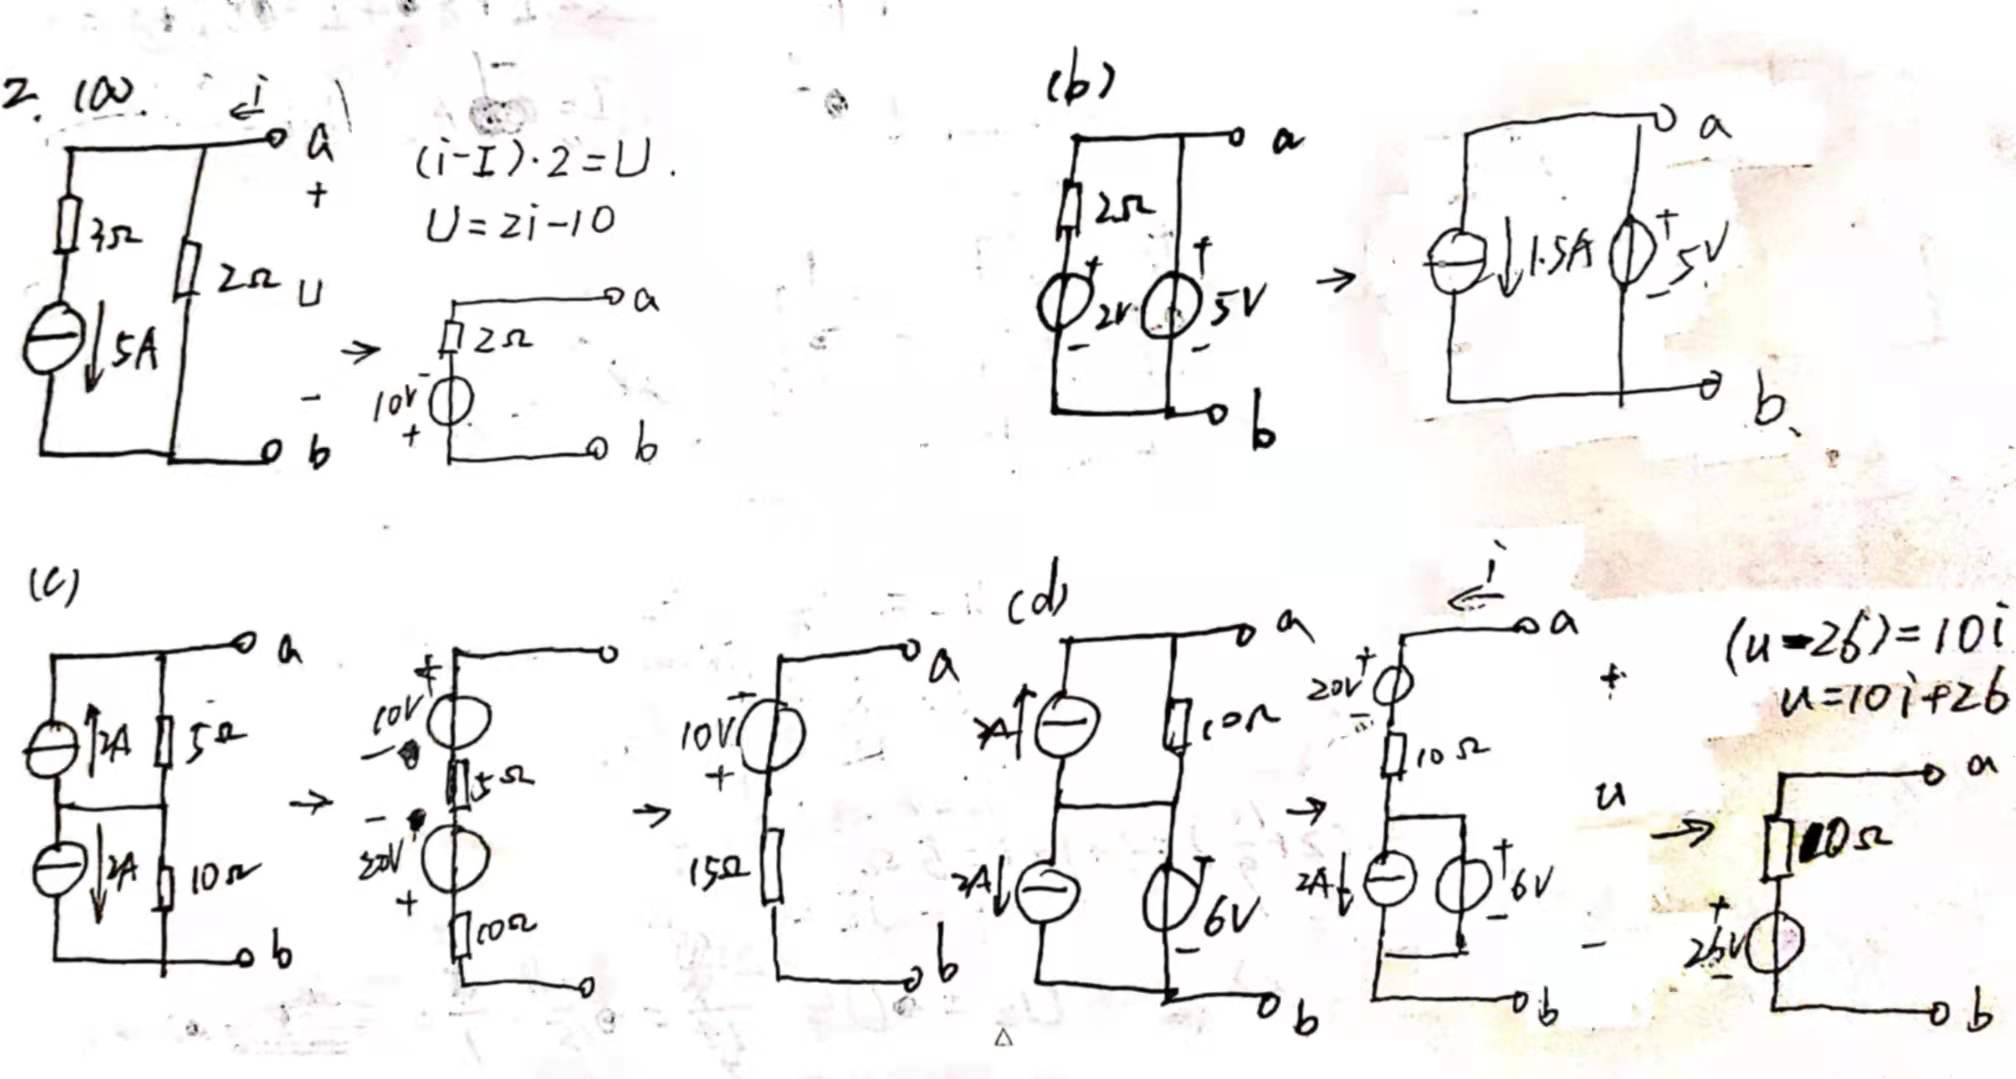 2. (a).
i
a
+
3Ω
2Ω
U
5A
-
b
(i-I)·2=U.
U=2i-10
→
a
2Ω
10V
-
+
b
(b)
a
2Ω
+
2V
-
+
5V
-
b
→
a
1.5A
+
5V
-
b.
(c)
a
2A
5Ω
2A
10Ω
b
→
+
10V
-
5Ω
-
20V
+
10Ω
→
a
10V
-
+
15Ω
b
(d)
a
2A
10Ω
2A
+
6V
-
b
→
i
a
+
20V
-
10Ω
2A
+
6V
-
b
+
u
-
(u-26)=10i
u=10i+26
→
a
10Ω
+
26V
-
b